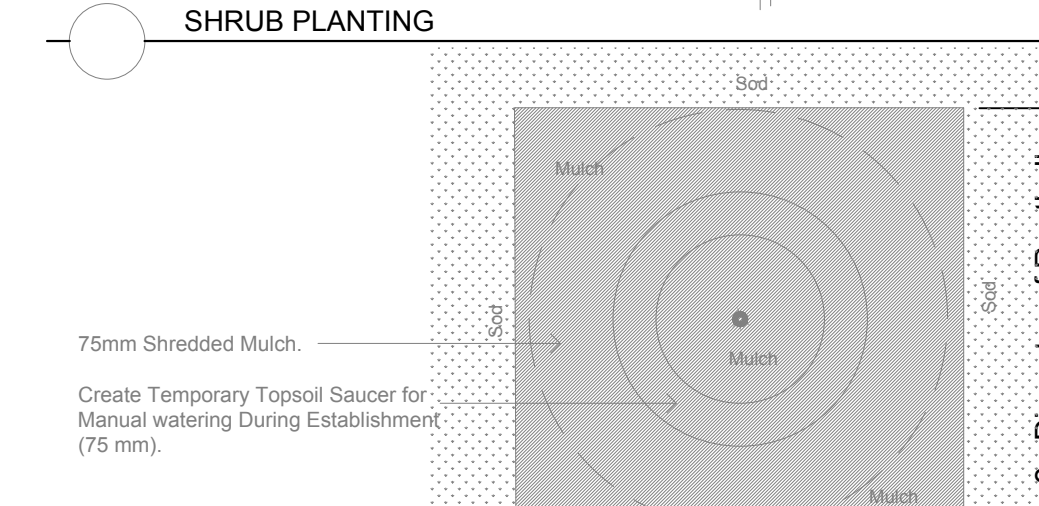 SHRUB PLANTING
Sod
Mulch
Sod
Sod
75mm Shredded Mulch.
Mulch
Create Temporary Topsoil Saucer for
Manual watering During Establishment
(75 mm).
Mulch